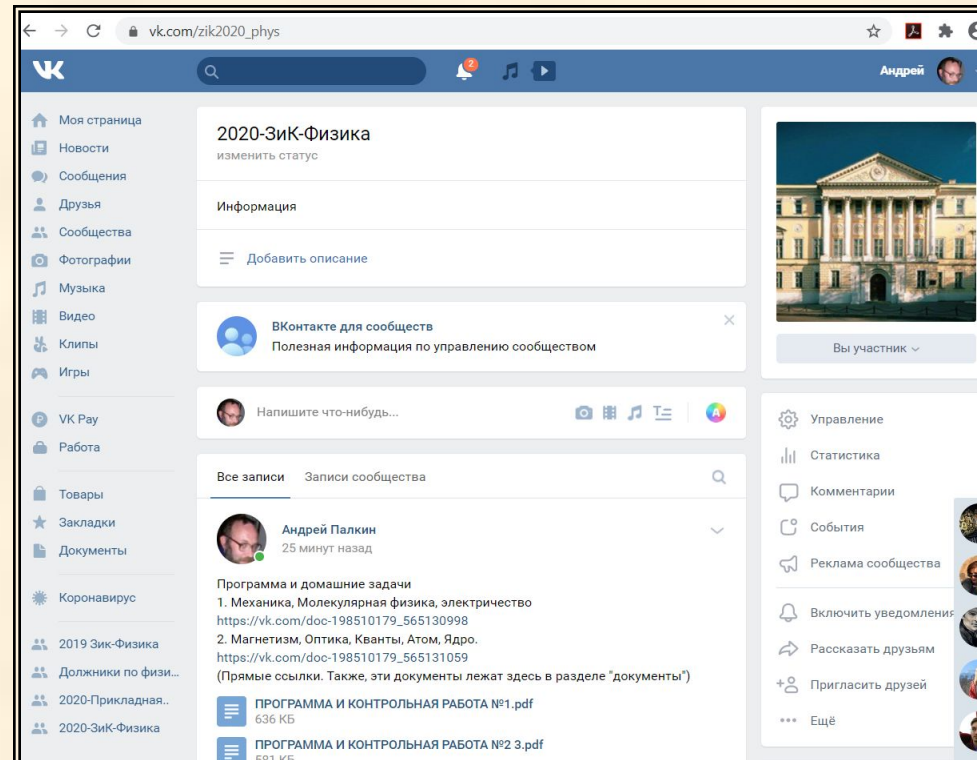 vk.com/zik2020_phys
2
Андрей
Моя страница
Новости
Сообщения
Друзья
Сообщества
Фотографии
Музыка
Видео
Клипы
Игры
VK Pay
Работа
Товары
Закладки
Документы
Коронавирус
2019 Зик-Физика
Должники по физи...
2020-Прикладная..
2020-ЗиК-Физика
2020-ЗиК-Физика
изменить статус
Информация
Добавить описание
ВКонтакте для сообществ
Полезная информация по управлению сообществом
Напишите что-нибудь...
Все записи Записи сообщества
Андрей Палкин
25 минут назад
Программа и домашние задачи
1. Механика, Молекулярная физика, электричество
https://vk.com/doc-198510179_565130998
2. Магнетизм, Оптика, Кванты, Атом, Ядро.
https://vk.com/doc-198510179_565131059
(Прямые ссылки. Также, эти документы лежат здесь в разделе "документы")
ПРОГРАММА И КОНТРОЛЬНАЯ РАБОТА №1.pdf
636 КБ
ПРОГРАММА И КОНТРОЛЬНАЯ РАБОТА №2 3.pdf
581 КБ
Вы участник
Управление
Статистика
Комментарии
События
Реклама сообщества
Включить уведомления
Рассказать друзьям
Пригласить друзей
Ещё